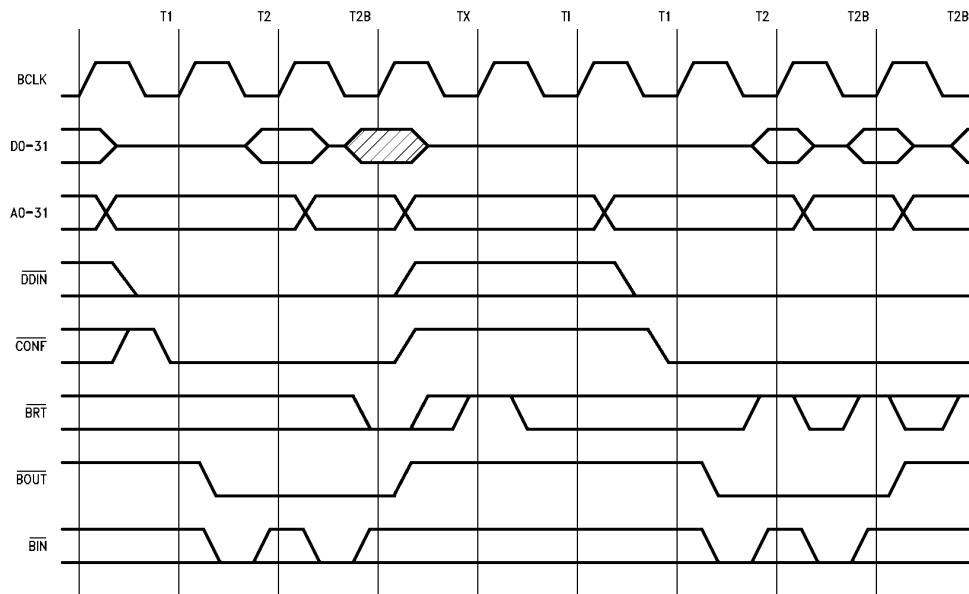 T1 T2 T2B TX TI T1 T2 T2B T2B
BCLK
D0-31
A0-31
DDIN
CONF
BRT
BOUT
BIN